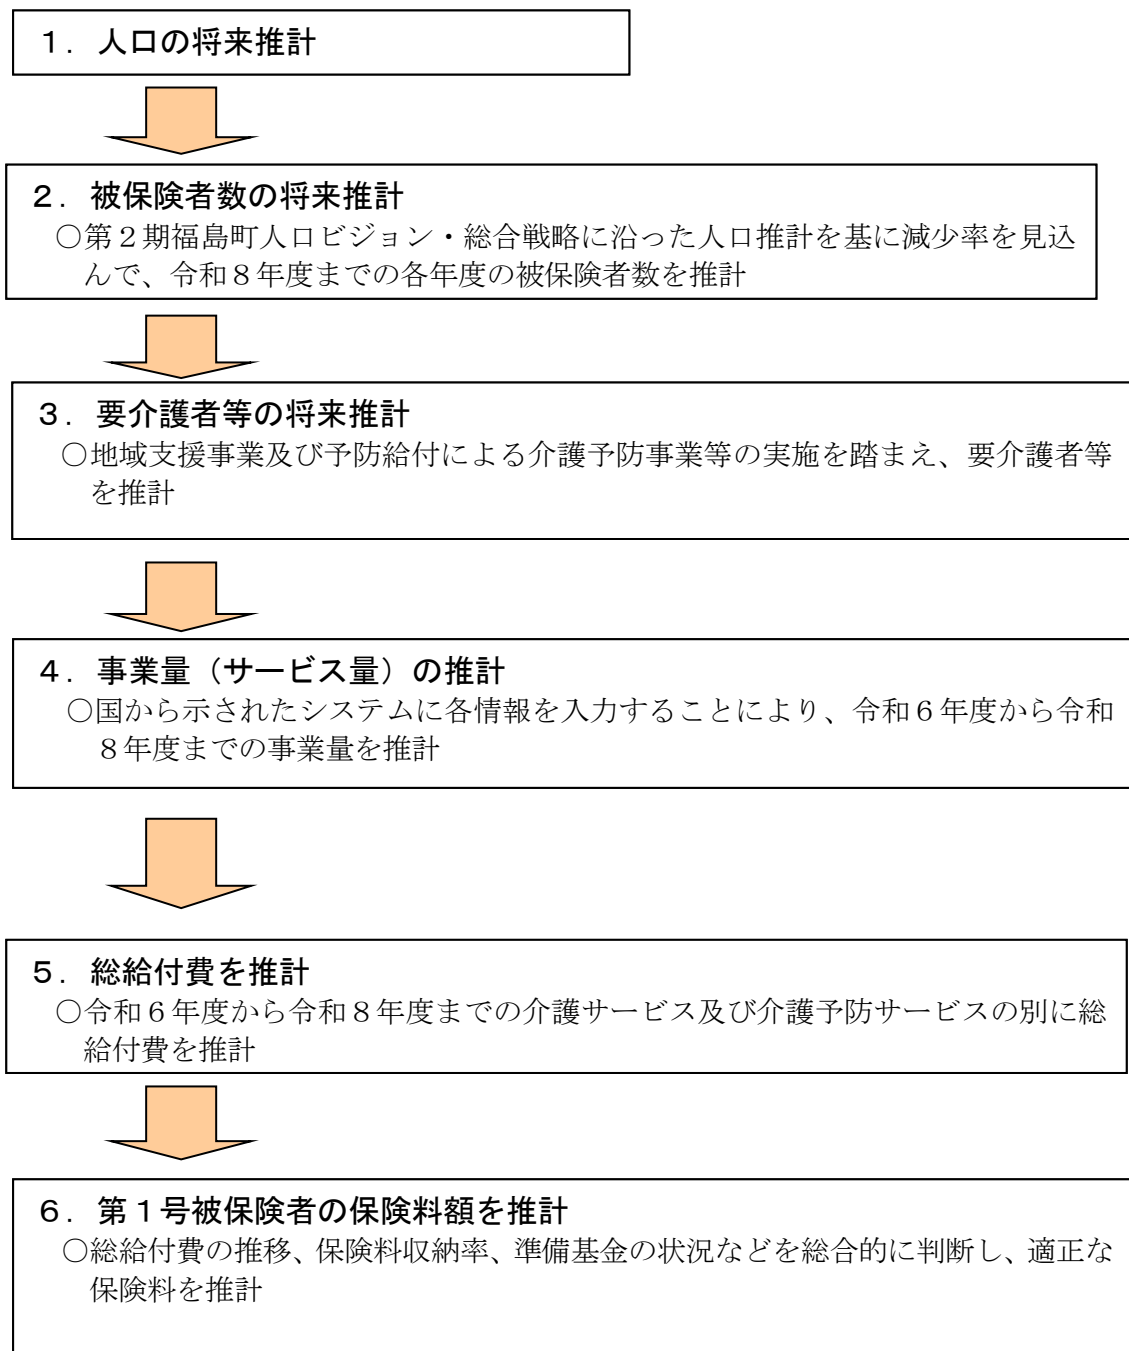 １．人口の将来推計
２．被保険者数の将来推計
○第２期福島町人口ビジョン・総合戦略に沿った人口推計を基に減少率を見込
んで、令和８年度までの各年度の被保険者数を推計
３．要介護者等の将来推計
○地域支援事業及び予防給付による介護予防事業等の実施を踏まえ、要介護者等
を推計
４．事業量（サービス量）の推計
○国から示されたシステムに各情報を入力することにより、令和６年度から令和
８年度までの事業量を推計
５．総給付費を推計
○令和６年度から令和８年度までの介護サービス及び介護予防サービスの別に総
給付費を推計
６．第１号被保険者の保険料額を推計
○総給付費の推移、保険料収納率、準備基金の状況などを総合的に判断し、適正な
保険料を推計